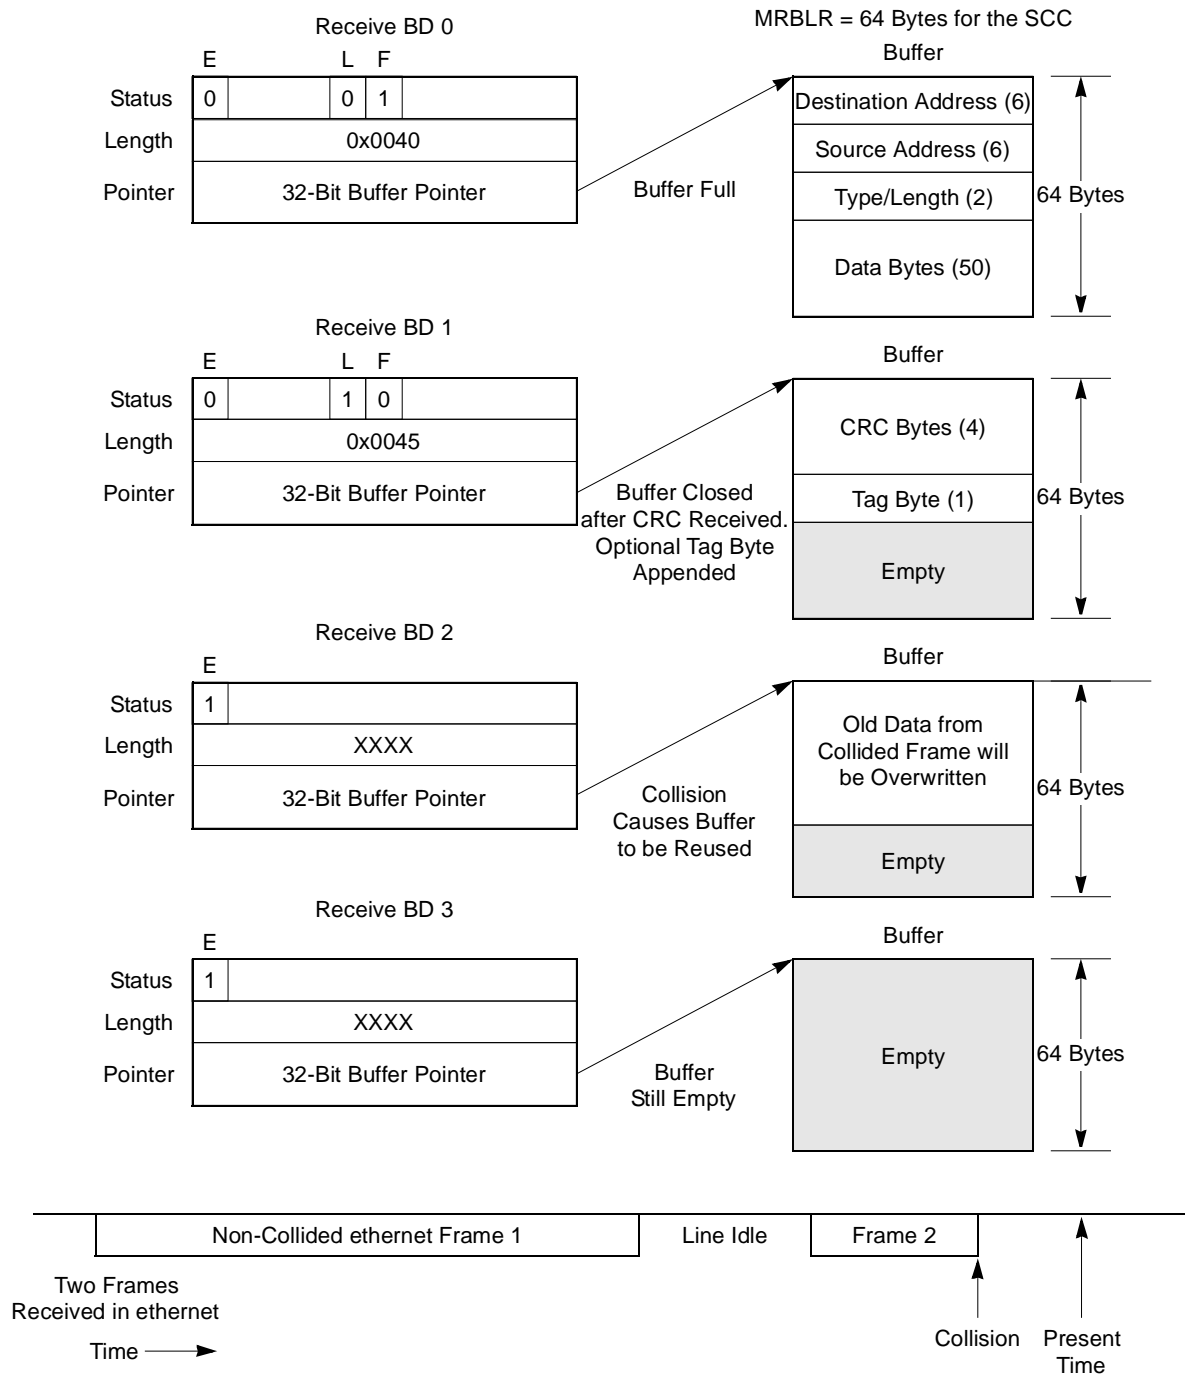 MRBLR = 64 Bytes for the SCC
Receive BD 0
Buffer
E L F
Status 0 0 1
Destination Address (6)
Length 0x0040
Source Address (6)
Pointer 32-Bit Buffer Pointer
Buffer Full
Type/Length (2)
64 Bytes
Data Bytes (50)
Receive BD 1
Buffer
E L F
Status 0 1 0
Length 0x0045
CRC Bytes (4)
Pointer 32-Bit Buffer Pointer
Buffer Closed
after CRC Received.
Optional Tag Byte
Appended
Tag Byte (1)
64 Bytes
Empty
Receive BD 2
Buffer
E
Status 1
Length XXXX
Pointer 32-Bit Buffer Pointer
Old Data from
Collided Frame will
be Overwritten
64 Bytes
Collision
Causes Buffer
to be Reused
Empty
Receive BD 3
Buffer
E
Status 1
Length XXXX
Pointer 32-Bit Buffer Pointer
Buffer
Still Empty
Empty
64 Bytes
Non-Collided ethernet Frame 1
Line Idle
Frame 2
Two Frames
Received in ethernet
Time
Collision
Present
Time